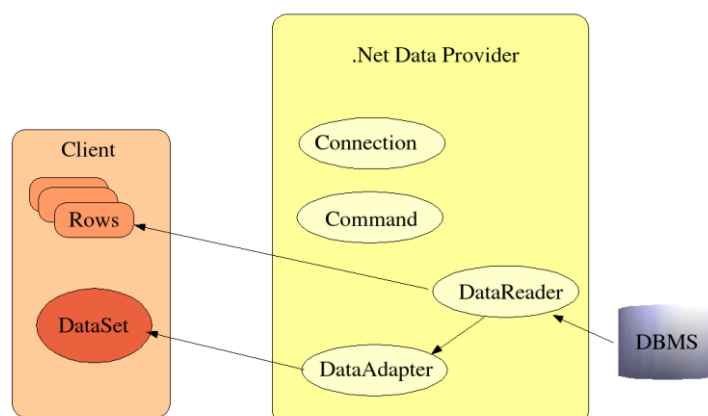 .Net Data Provider
Client
Connection
Rows
Command
DataReader
DataSet
DBMS
DataAdapter